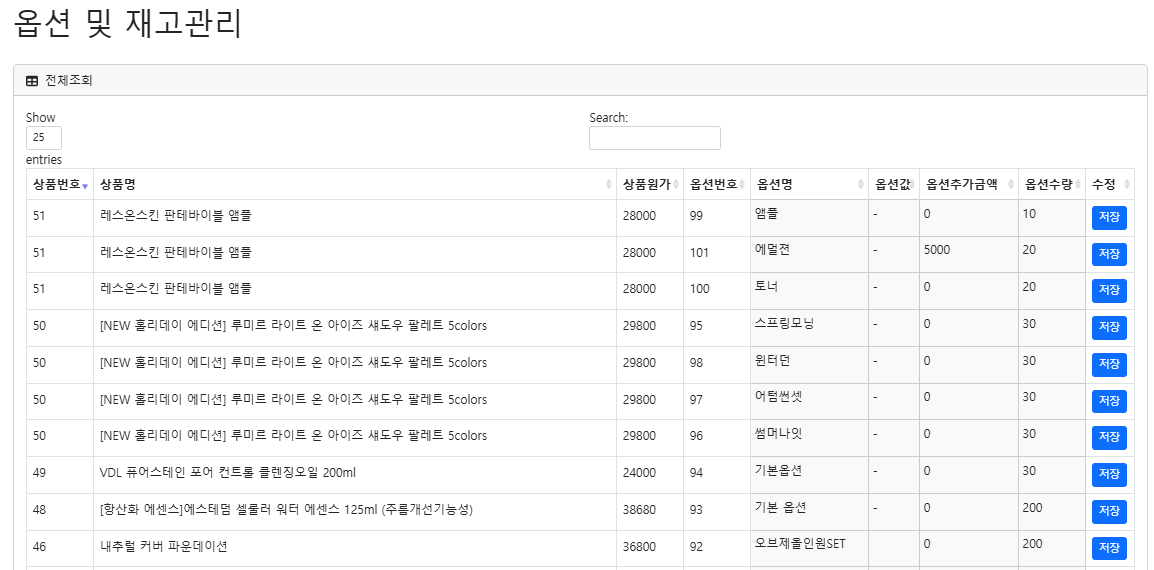 옵션 및 재고관리
전체조회
Show
25
entries
Search:
상품번호 상품명 상품원가 옵션번호 옵션명 옵션값 옵션추가금액 옵션수량 수정
51 레스온스킨 판테바이블 앰플 28000 99 앰플 - 0 10 저장
51 레스온스킨 판테바이블 앰플 28000 101 에멀젼 - 5000 20 저장
51 레스온스킨 판테바이블 앰플 28000 100 토너 - 0 20 저장
50 [NEW 홀리데이 에디션] 루미르 라이트 온 아이즈 섀도우 팔레트 5colors 29800 95 스프링모닝 - 0 30 저장
50 [NEW 홀리데이 에디션] 루미르 라이트 온 아이즈 섀도우 팔레트 5colors 29800 98 윈터던 - 0 30 저장
50 [NEW 홀리데이 에디션] 루미르 라이트 온 아이즈 섀도우 팔레트 5colors 29800 97 어텀썬셋 - 0 30 저장
50 [NEW 홀리데이 에디션] 루미르 라이트 온 아이즈 섀도우 팔레트 5colors 29800 96 썸머나잇 - 0 30 저장
49 VDL 퓨어스테인 포어 컨트롤 클렌징오일 200ml 24000 94 기본옵션 - 0 30 저장
48 [항산화 에센스]에스테덤 셀룰러 워터 에센스 125ml (주름개선기능성) 38680 93 기본 옵션 - 0 200 저장
46 내추럴 커버 파운데이션 36800 92 오브제올인원SET 0 200 저장